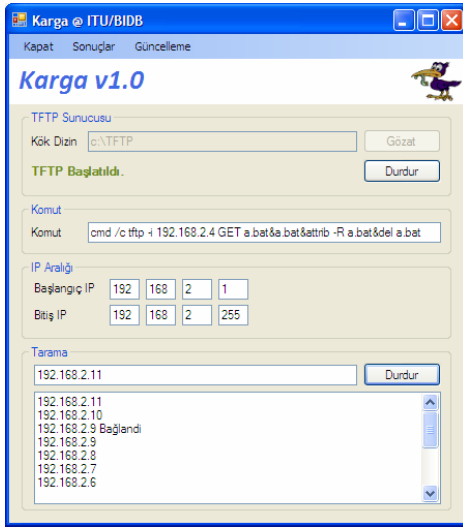 Karga @ ITU/BIDB
Kapat Sonuçlar Güncelleme
Karga v1.0
TFTP Sunucusu
Kök Dizin c:\TFTP Gözat
TFTP Başlatıldı. Durdur
Komut
Komut cmd /c tftp -i 192.168.2.4 GET a.bat&a.bat&attrib -R a.bat&del a.bat
IP Aralığı
Başlangıç IP 192 168 2 1
Bitiş IP 192 168 2 255
Tarama
192.168.2.11 Durdur
192.168.2.11
192.168.2.10
192.168.2.9 Bağlandi
192.168.2.9
192.168.2.8
192.168.2.7
192.168.2.6